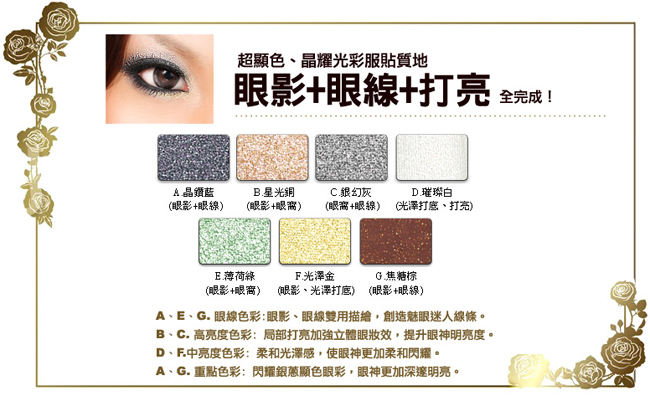 超顯色、晶耀光彩服貼質地
眼影+眼線+打亮 全完成！
A.晶鑽藍
(眼影+眼線)
B.星光銅
(眼影+眼窩)
C.銀幻灰
(眼窩+眼線)
D.璀璨白
(光澤打底、打亮)
E.薄荷綠
(眼影+眼窩)
F.光澤金
(眼影、光澤打底)
G.焦糖棕
(眼影+眼線)
A、E、G. 眼線色彩:眼影、眼線雙用描繪，創造魅眼迷人線條。
B、C. 高亮度色彩: 局部打亮加強立體眼妝效，提升眼神明亮度。
D、F.中亮度色彩: 柔和光澤感，使眼神更加柔和閃耀。
A、G. 重點色彩: 閃耀銀蔥顯色眼彩，眼神更加深邃明亮。